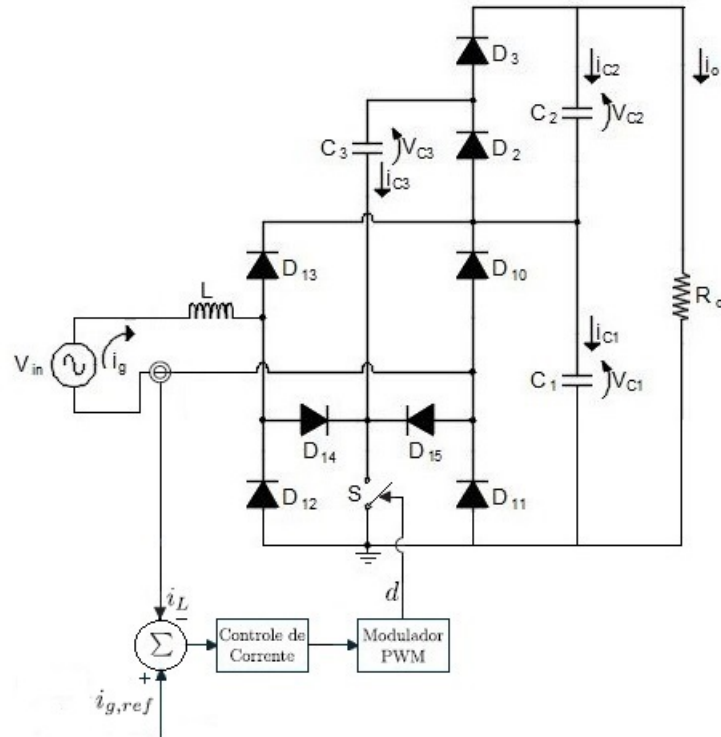 D3
iC2
io
C3
VC3
iC3
D2
C2
VC2
D13
D10
L
Vin
ig
iC1
C1
VC1
D14
D15
S
D12
D11
d
iL
−
Σ
+
Controle de
Corrente
Modulador
PWM
ig,ref